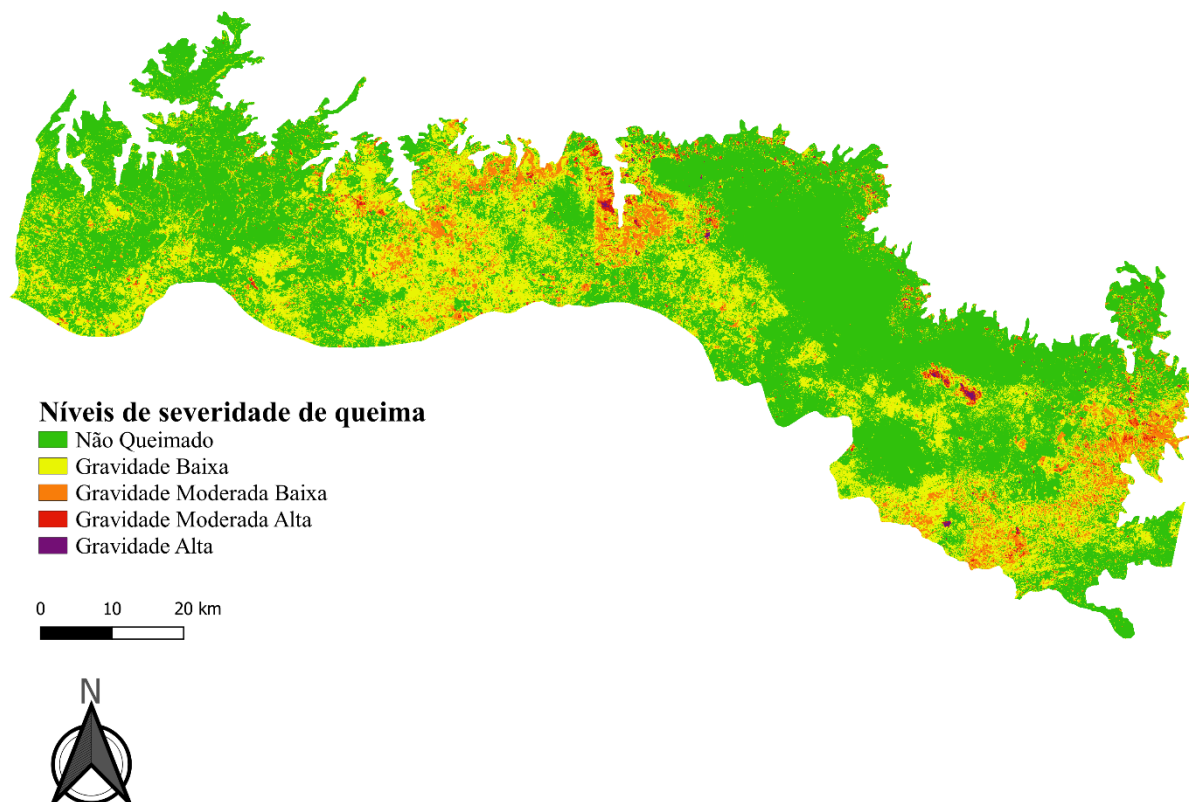 Níveis de severidade de queima
Não Queimado
Gravidade Baixa
Gravidade Moderada Baixa
Gravidade Moderada Alta
Gravidade Alta
0 10 20 km
N